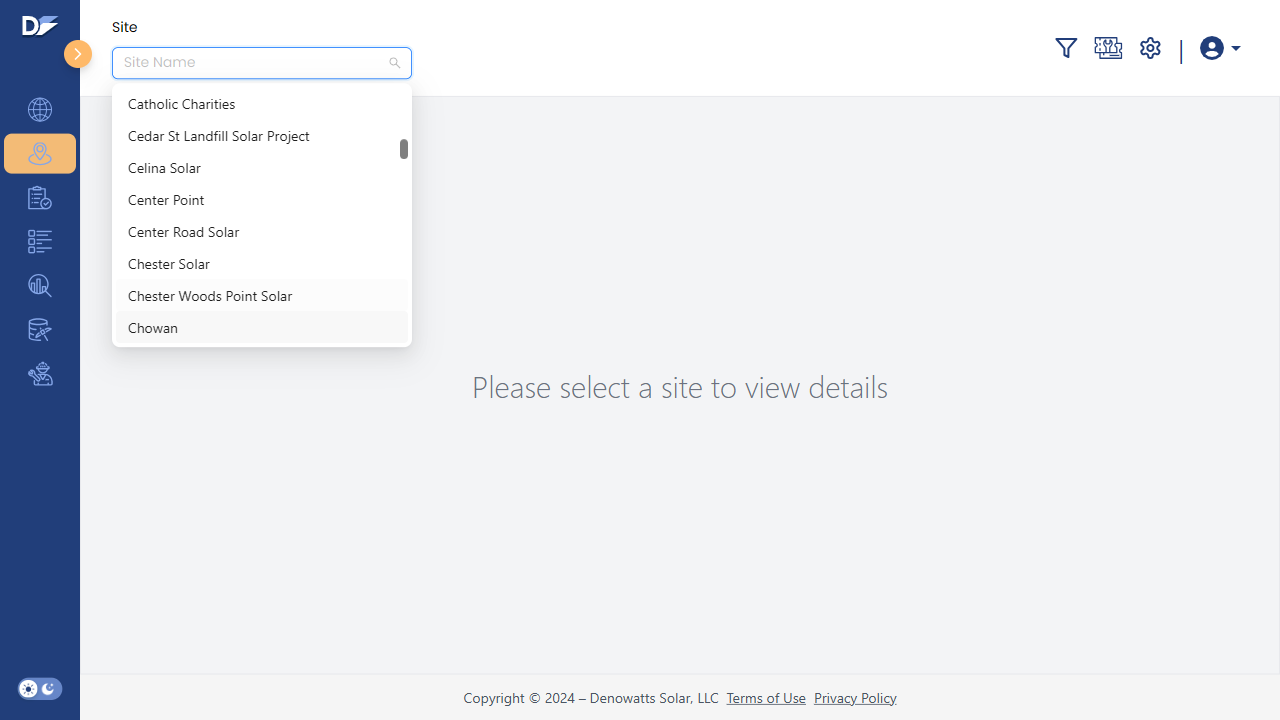 Site
Site Name
Catholic Charities
Cedar St Landfill Solar Project
Celina Solar
Center Point
Center Road Solar
Chester Solar
Chester Woods Point Solar
Chowan
Please select a site to view details
Copyright © 2024 – Denowatts Solar, LLC Terms of Use Privacy Policy